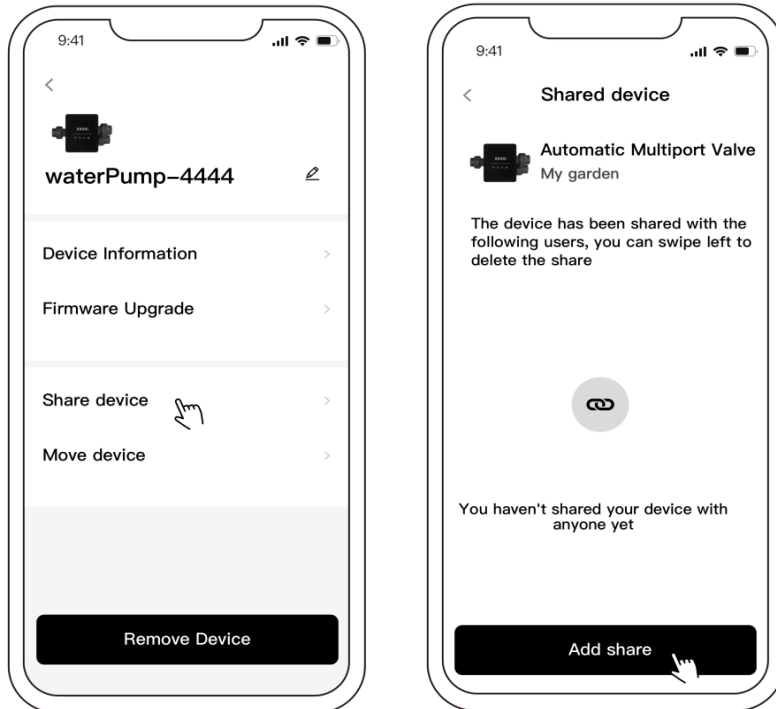 9:41
waterPump-4444
Device Information
Firmware Upgrade
Share device
Move device
Remove Device
9:41
Shared device
Automatic Multiport Valve
My garden
The device has been shared with the
following users, you can swipe left to
delete the share
You haven't shared your device with
anyone yet
Add share